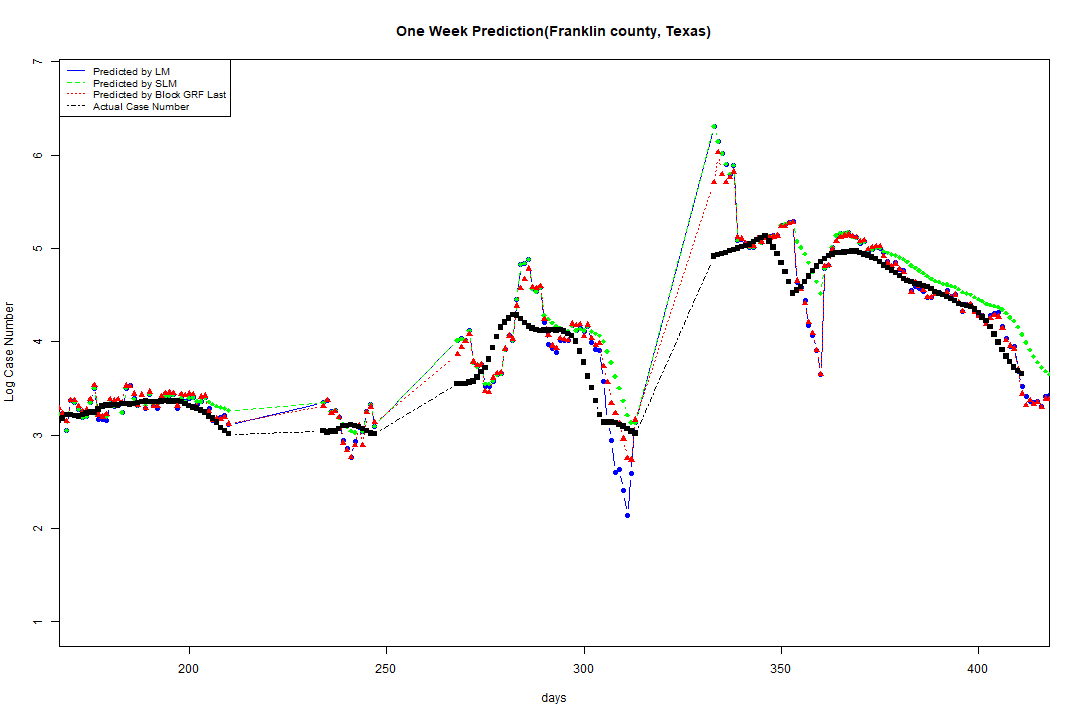 One Week Prediction(Franklin county, Texas)
7
6
5
4
3
2
1
Log Case Number
Predicted by LM
Predicted by SLM
Predicted by Block GRF Last
Actual Case Number
200
250
300
350
400
days